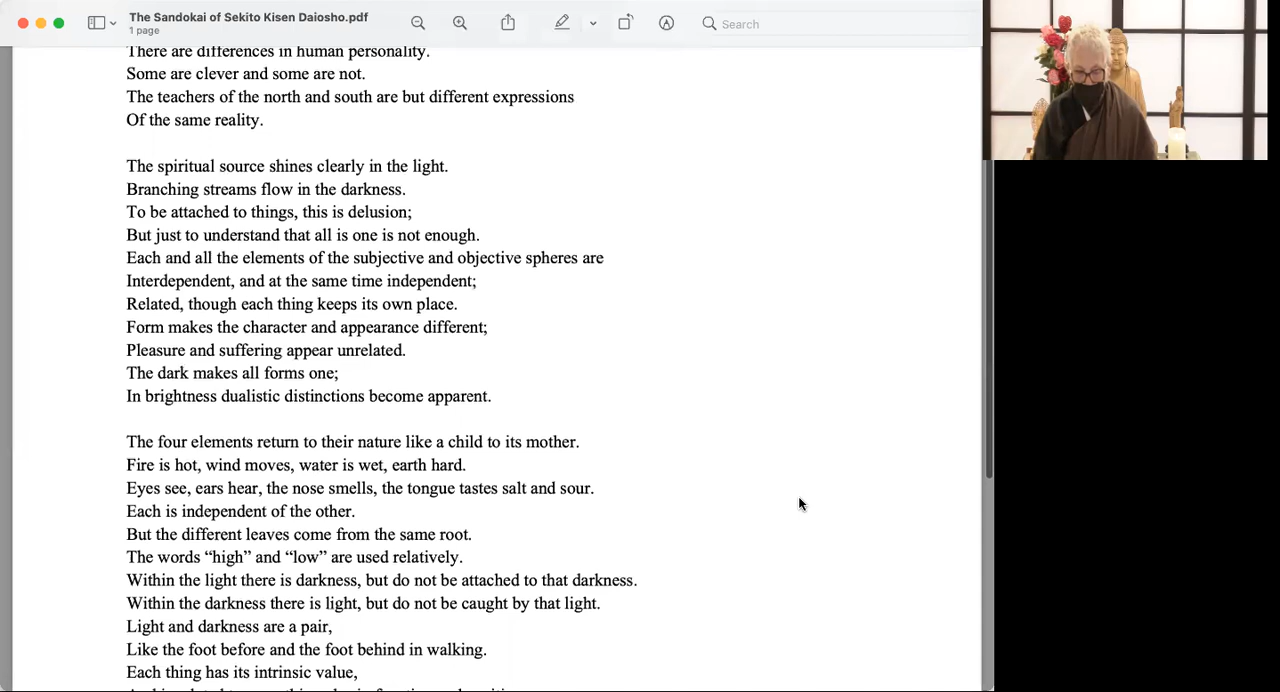 The Sandokai of Sekito Kisen Daiosho.pdf
1 page
Search
There are differences in human personality.
Some are clever and some are not.
The teachers of the north and south are but different expressions
Of the same reality.
The spiritual source shines clearly in the light.
Branching streams flow in the darkness.
To be attached to things, this is delusion;
But just to understand that all is one is not enough.
Each and all the elements of the subjective and objective spheres are
Interdependent, and at the same time independent;
Related, though each thing keeps its own place.
Form makes the character and appearance different;
Pleasure and suffering appear unrelated.
The dark makes all forms one;
In brightness dualistic distinctions become apparent.
The four elements return to their nature like a child to its mother.
Fire is hot, wind moves, water is wet, earth hard.
Eyes see, ears hear, the nose smells, the tongue tastes salt and sour.
Each is independent of the other.
But the different leaves come from the same root.
The words “high” and “low” are used relatively.
Within the light there is darkness, but do not be attached to that darkness.
Within the darkness there is light, but do not be caught by that light.
Light and darkness are a pair,
Like the foot before and the foot behind in walking.
Each thing has its intrinsic value,